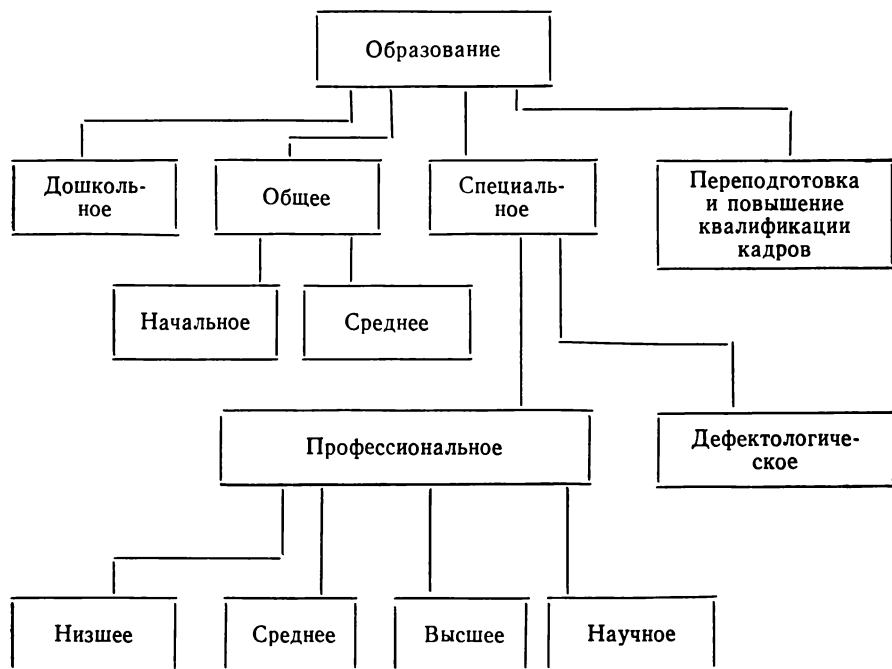 Образование
Дошколь-
ное
Общее
Специаль-
ное
Переподготовка
и повышение
квалификации
кадров
Начальное
Среднее
Профессиональное
Дефектологиче-
ское
Низшее
Среднее
Высшее
Научное